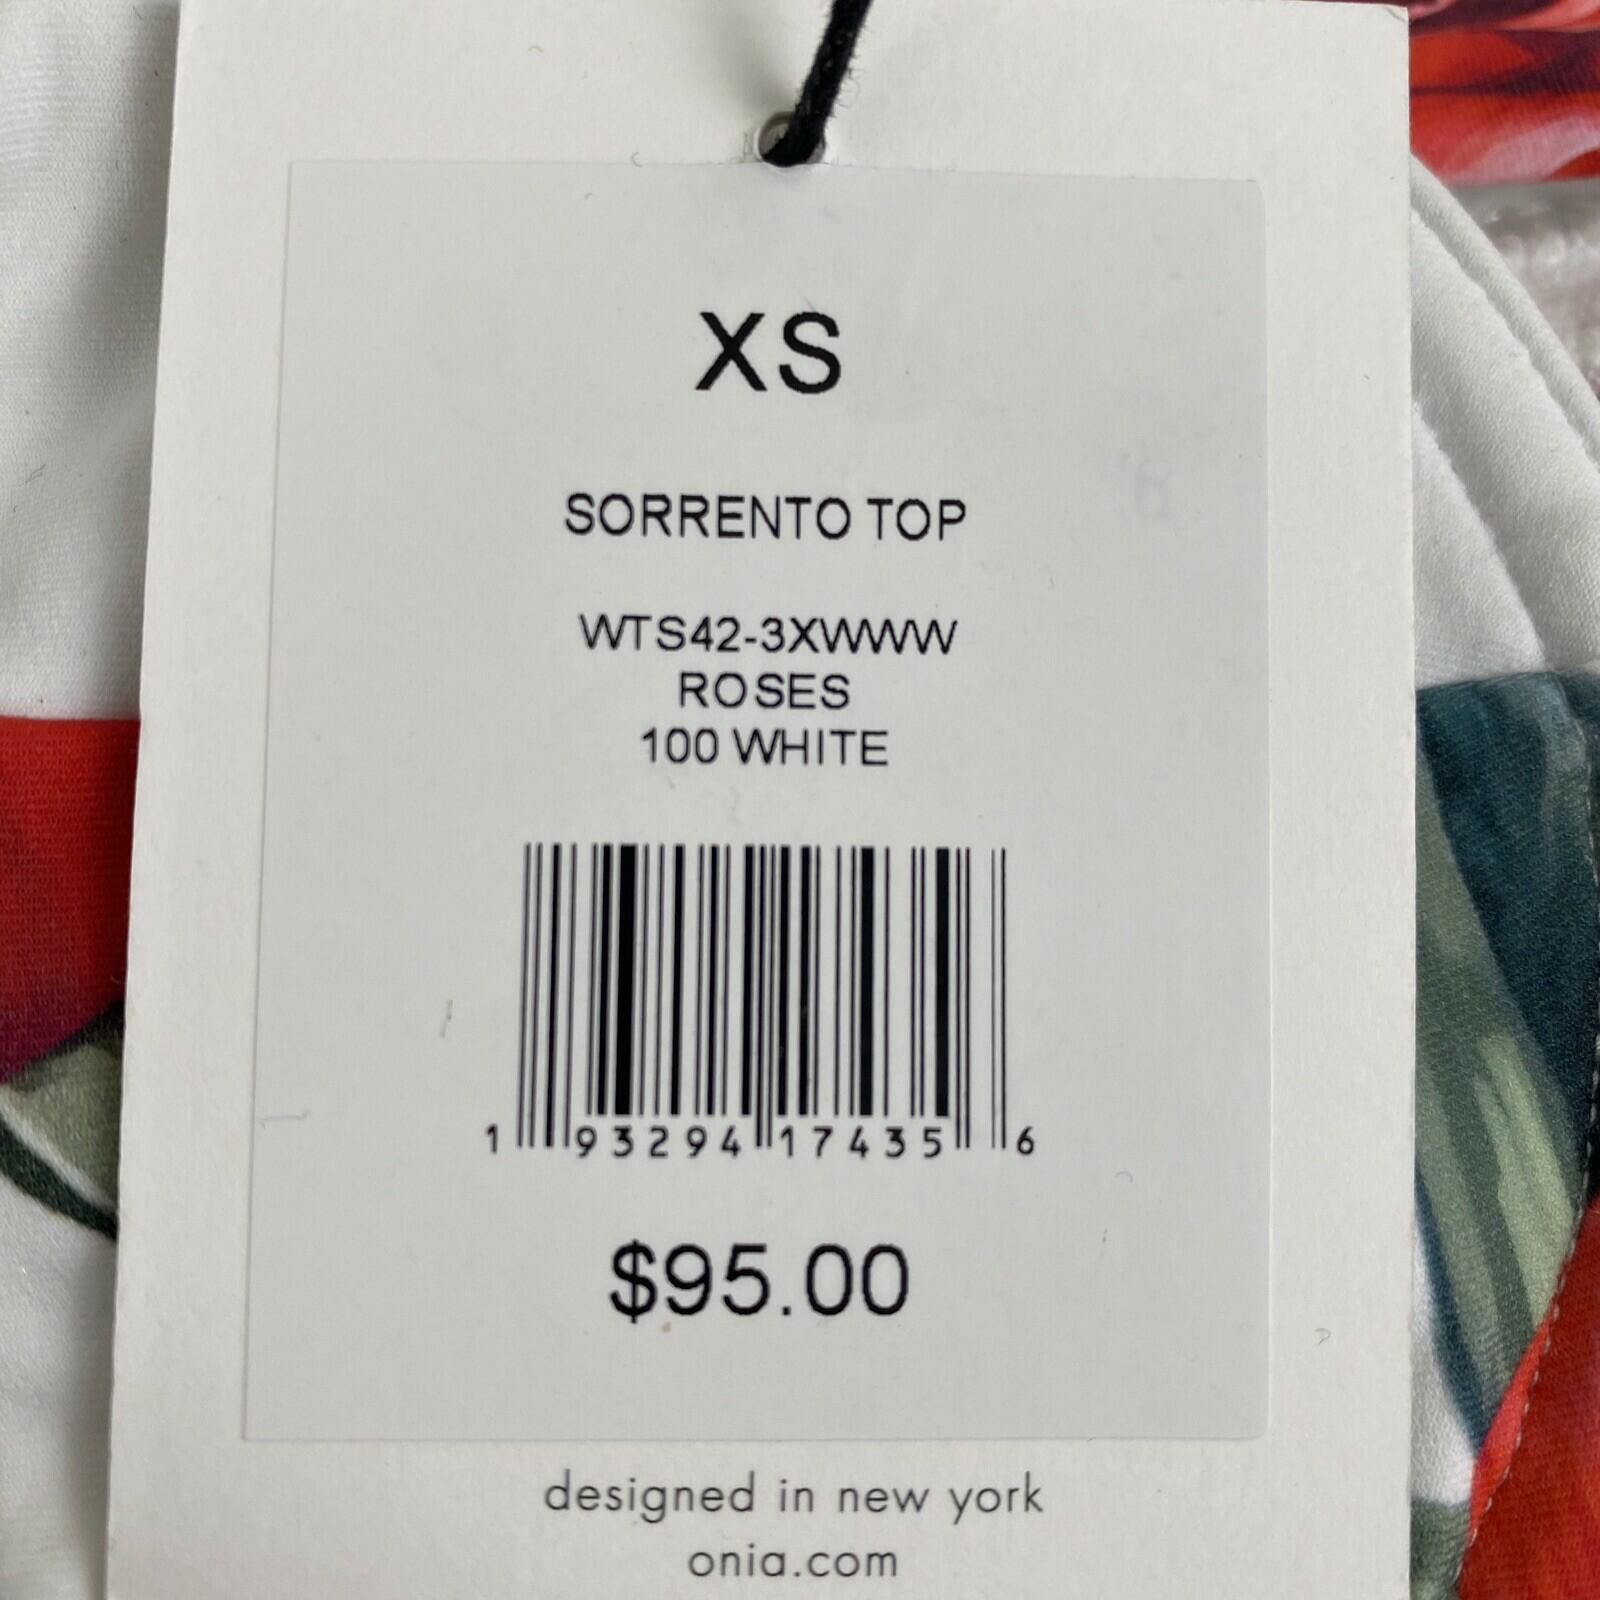 XS
SORRENTO TOP
WTS42-3XWWW
ROSES
100 WHITE
1 93294 17435 6
$95.00
designed in new york
onia.com